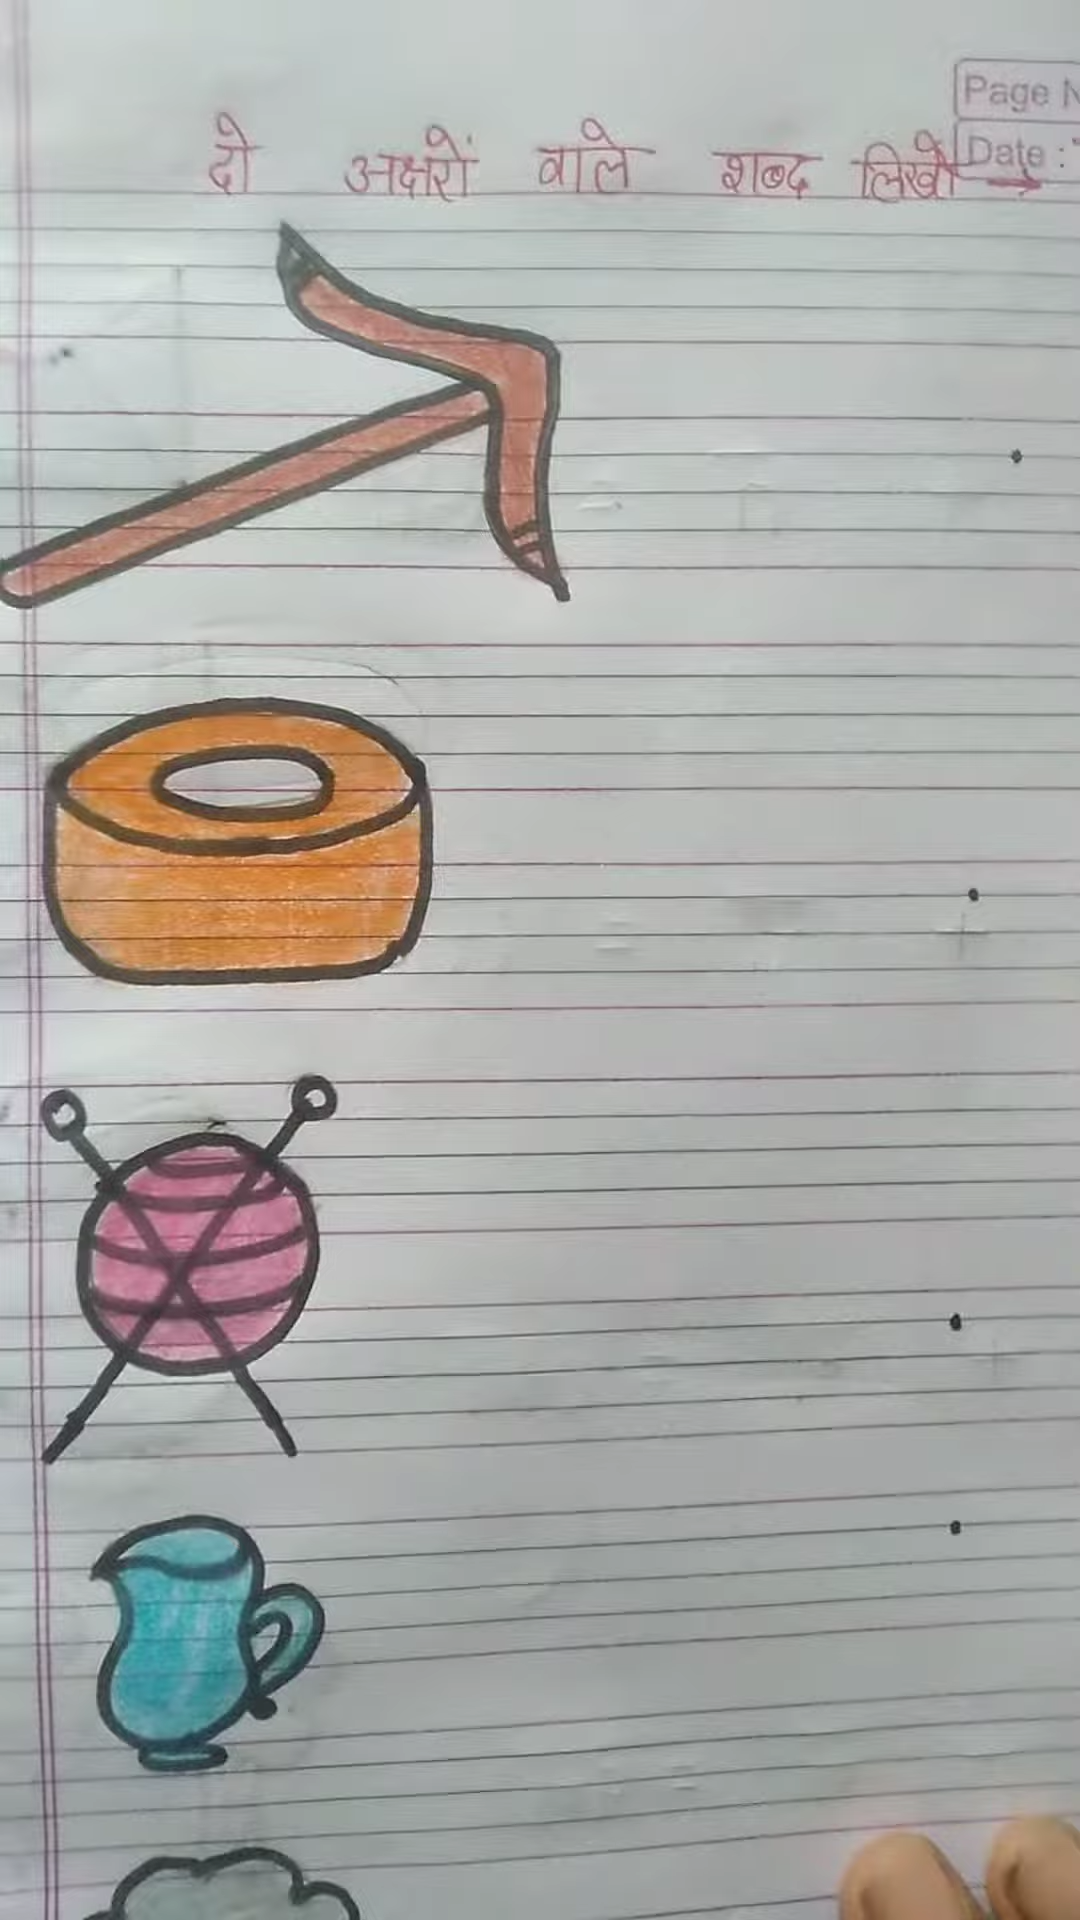 Page N
Date :
दो अक्षरों वाले शब्द लिखो →